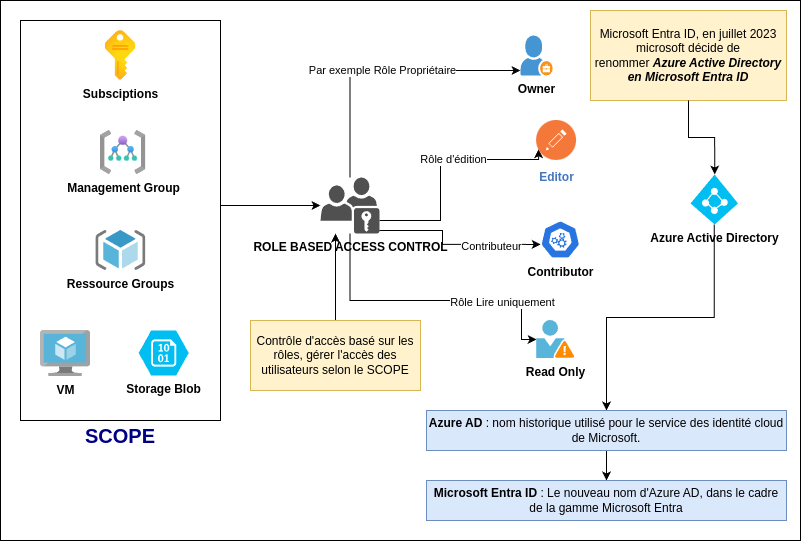 Subsciptions
Management Group
Ressource Groups
VM
Storage Blob
SCOPE
ROLE BASED ACCESS CONTROL
Contrôle d'accès basé sur les
rôles, gérer l'accès des
utilisateurs selon le SCOPE
Par exemple Rôle Propriétaire
Owner
Rôle d'édition
Editor
Contributeur
Contributor
Rôle Lire uniquement
Read Only
Microsoft Entra ID, en juillet 2023
microsoft décide de
renommer Azure Active Directory
en Microsoft Entra ID
Azure Active Directory
Azure AD : nom historique utilisé pour le service des identité cloud
de Microsoft.
Microsoft Entra ID : Le nouveau nom d'Azure AD, dans le cadre
de la gamme Microsoft Entra